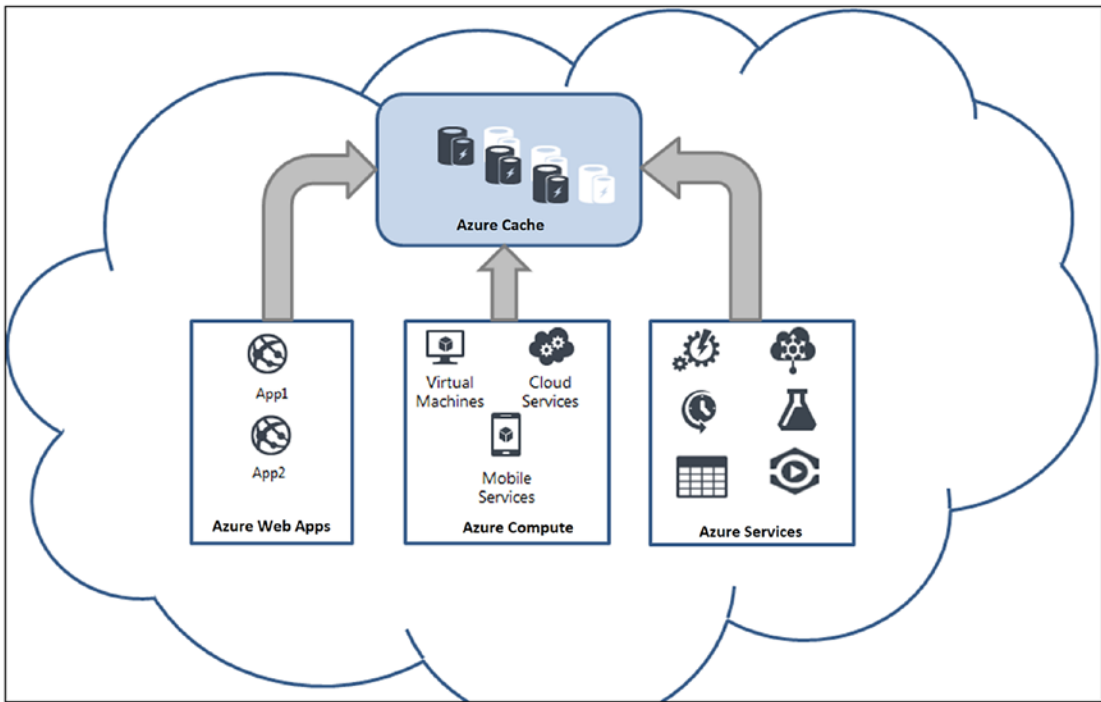 Azure Cache
App1
App2
Azure Web Apps
Virtual
Machines
Cloud
Services
Mobile
Services
Azure Compute
Azure Services